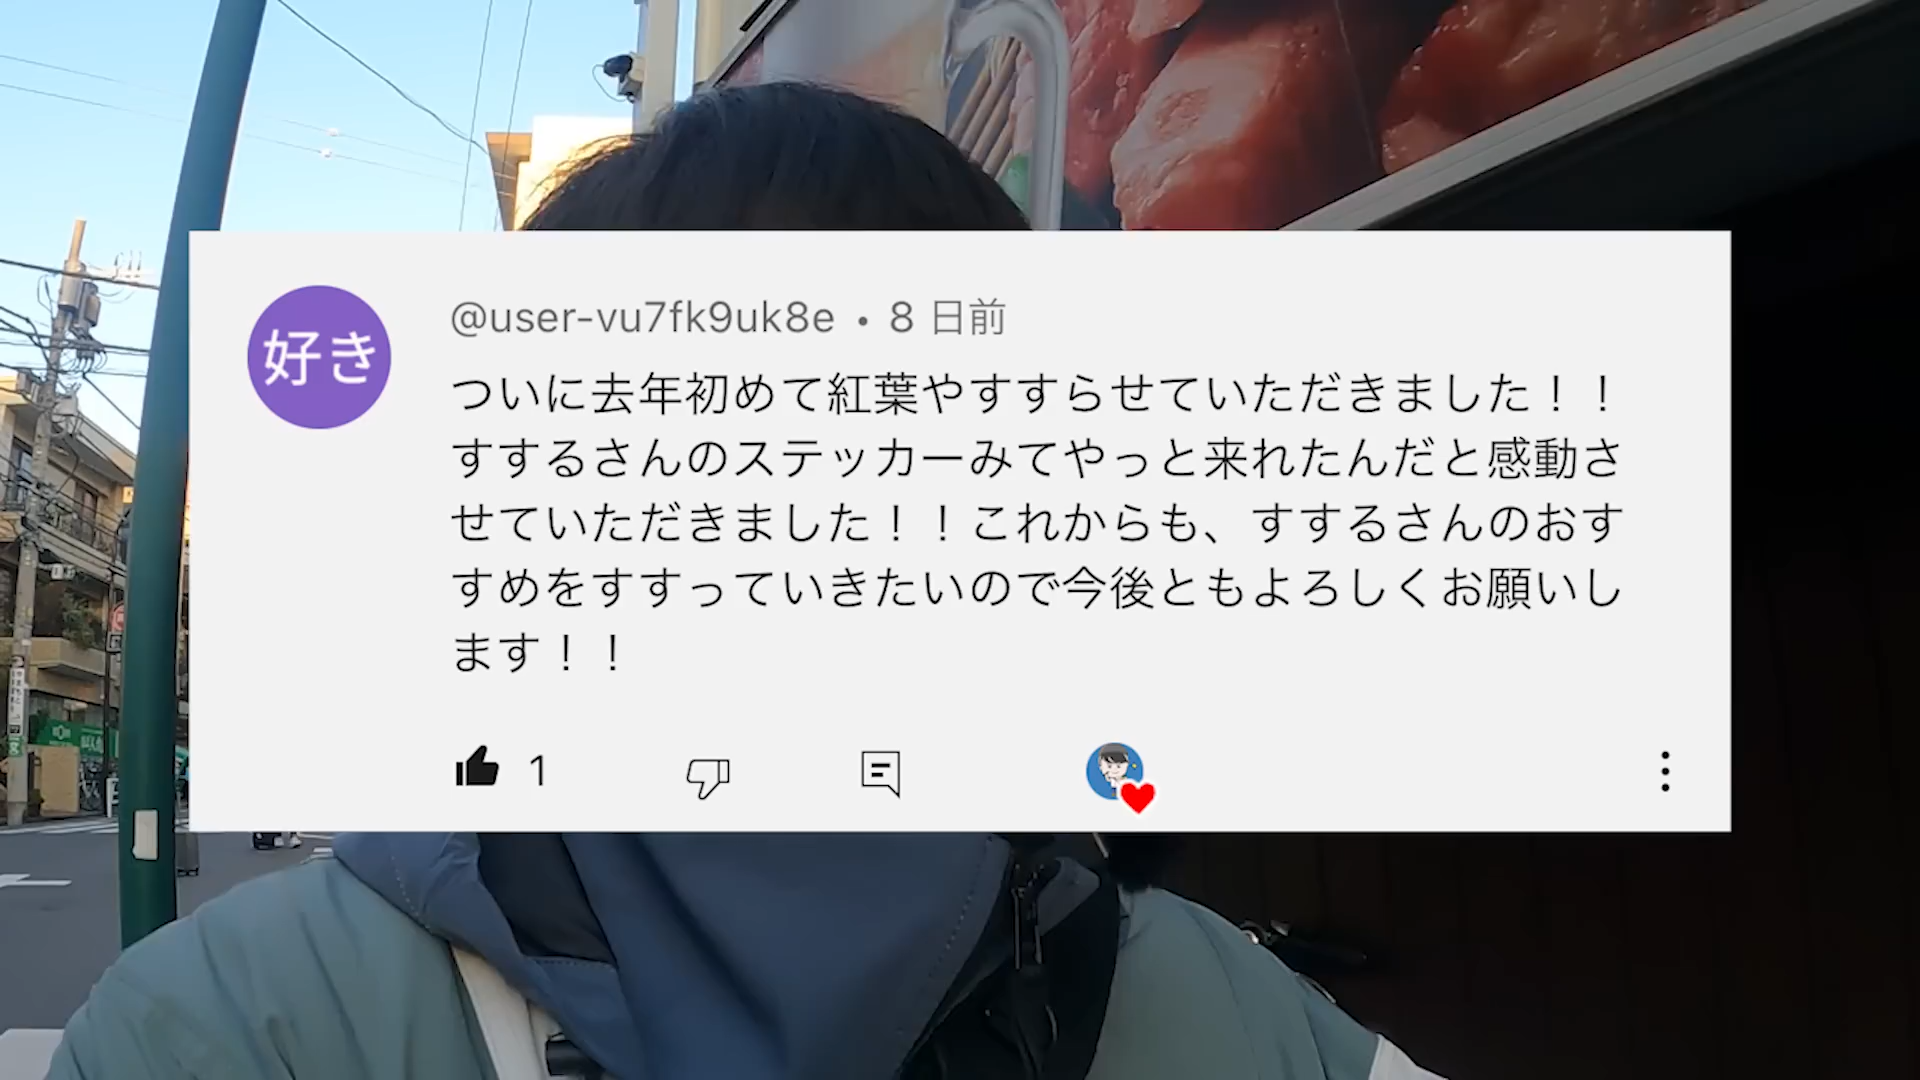 好き
@user-vu7fk9uk8e・8 日前
ついに去年初めて紅葉やすすらせていただきました！！
すするさんのステッカーみてやっと来れたんだと感動さ
せていただきました！！これからも、すするさんのおす
すめをすすっていきたいので今後ともよろしくお願いし
ます！！
1